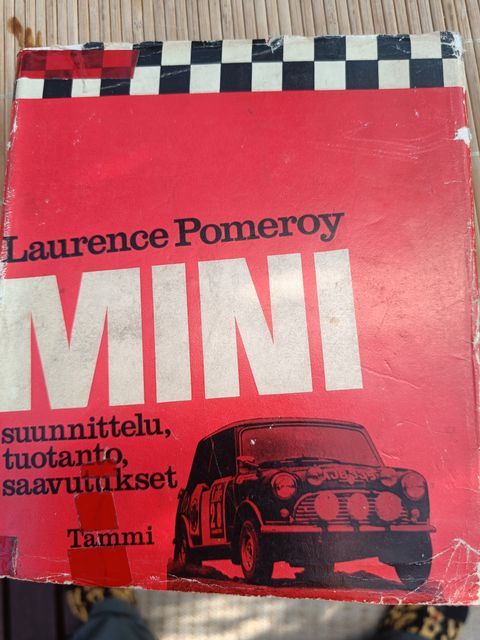 Laurence Pomeroy
MINI
suunnittelu,
tuotanto,
saavutukset
Tammi